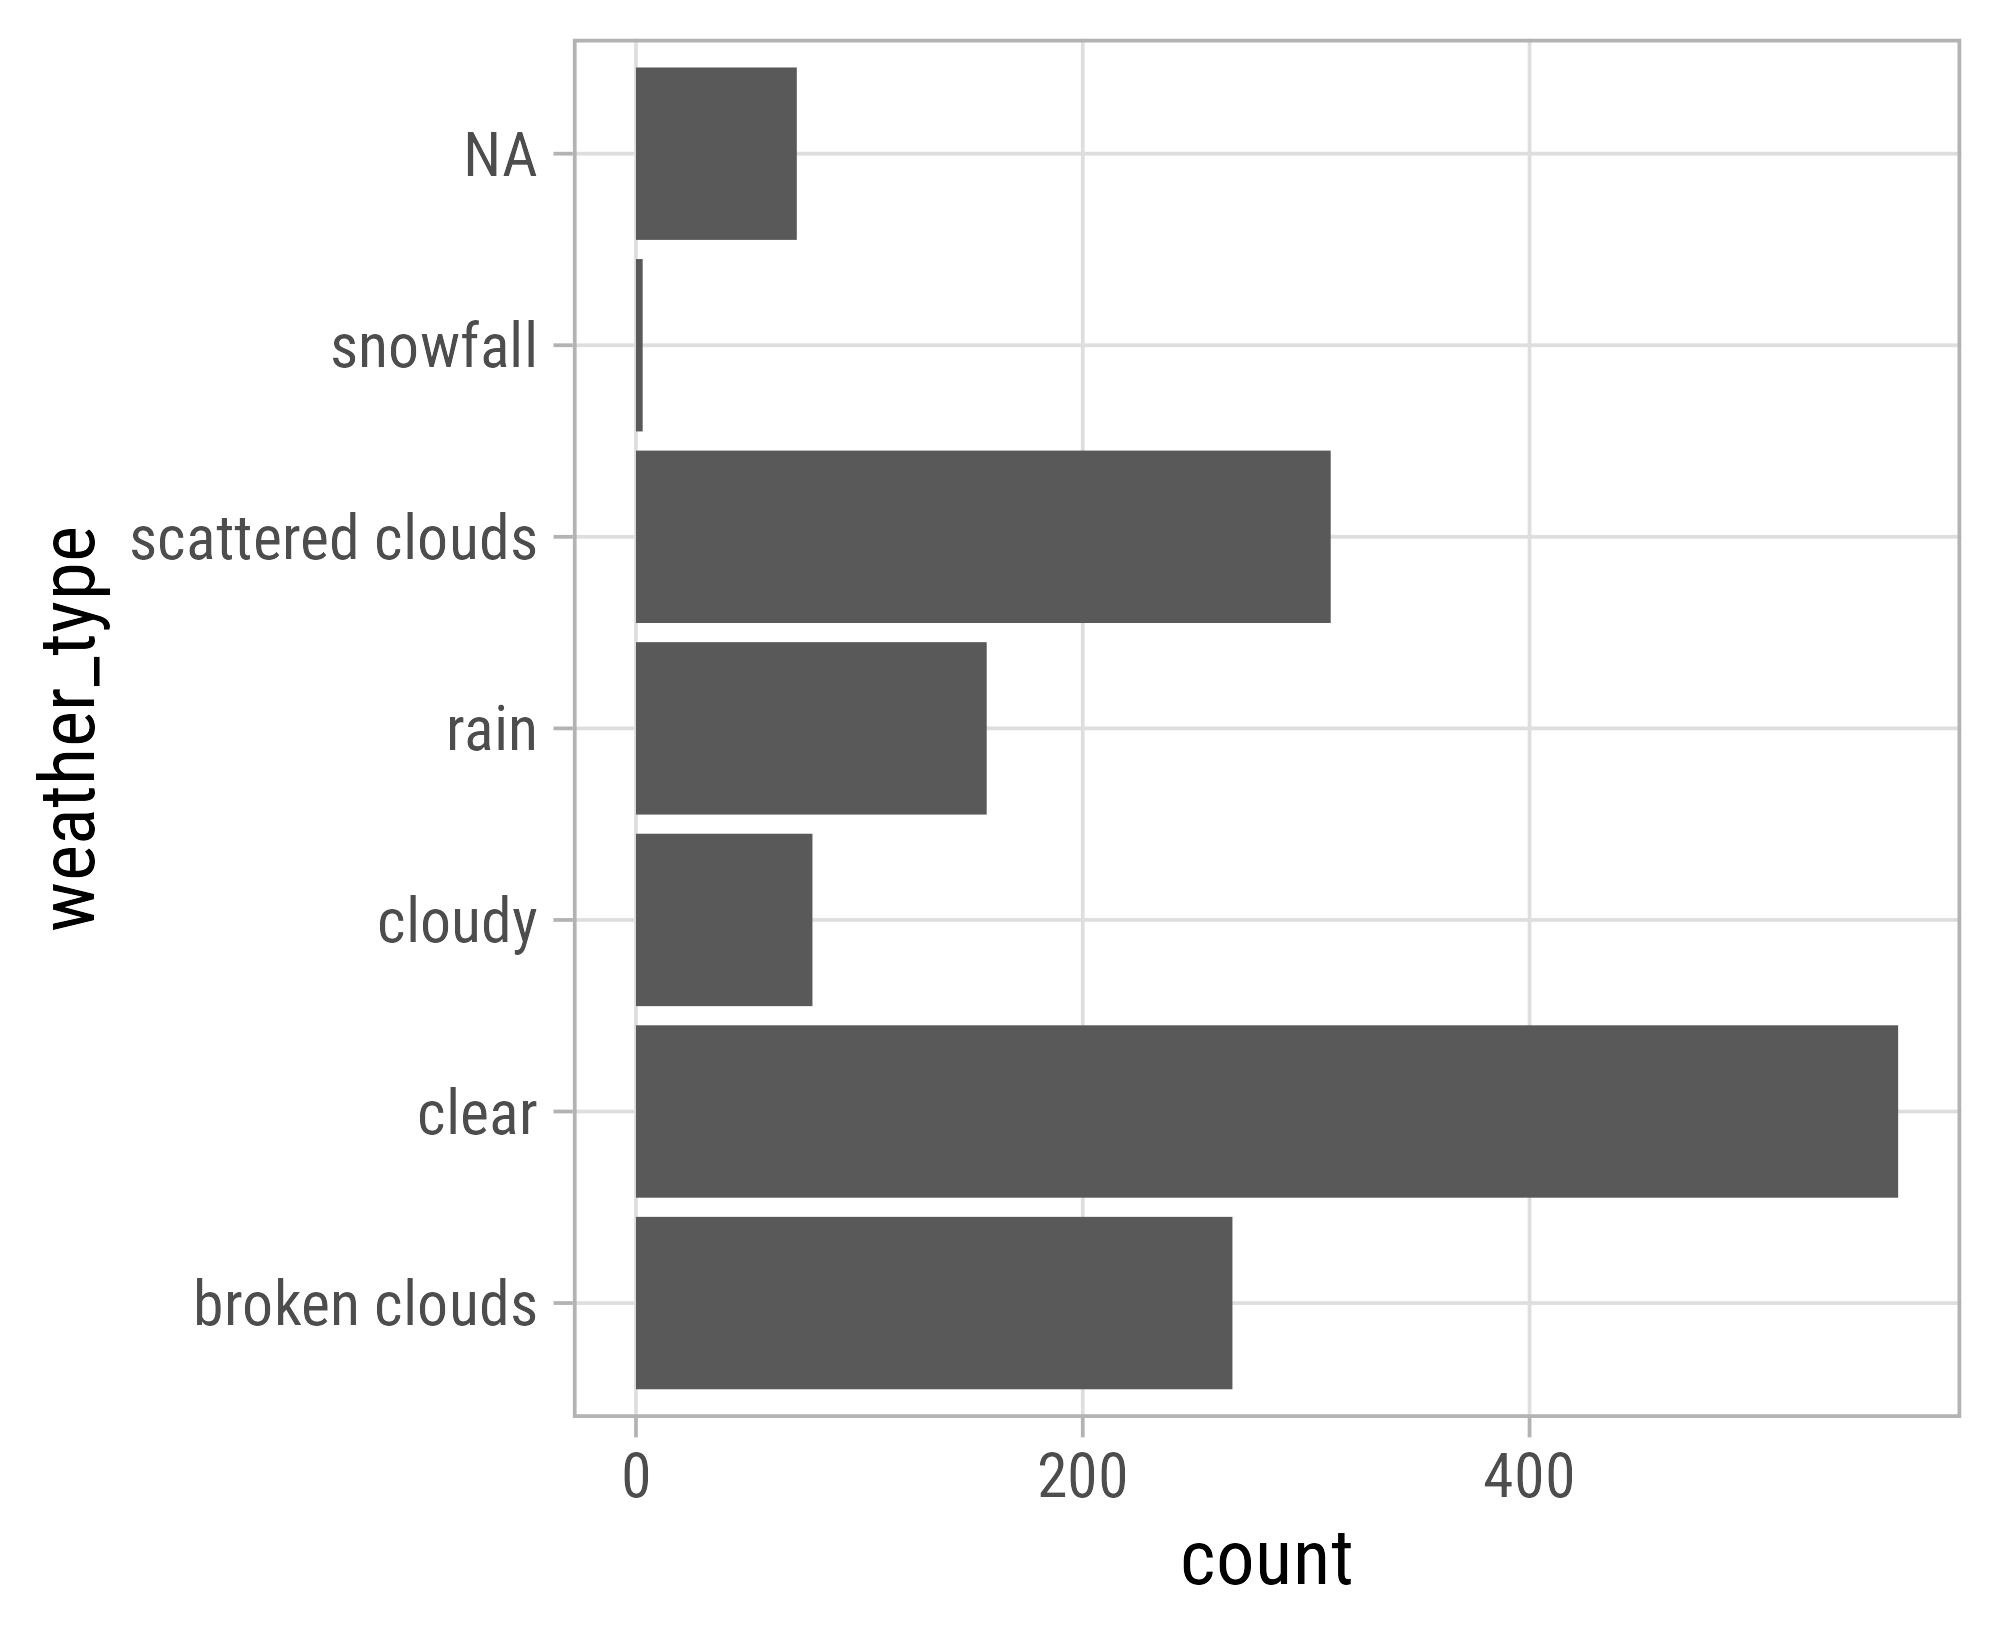 NA
snowfall
scattered clouds
rain
cloudy
clear
broken clouds
weather_type
0 200 400
count